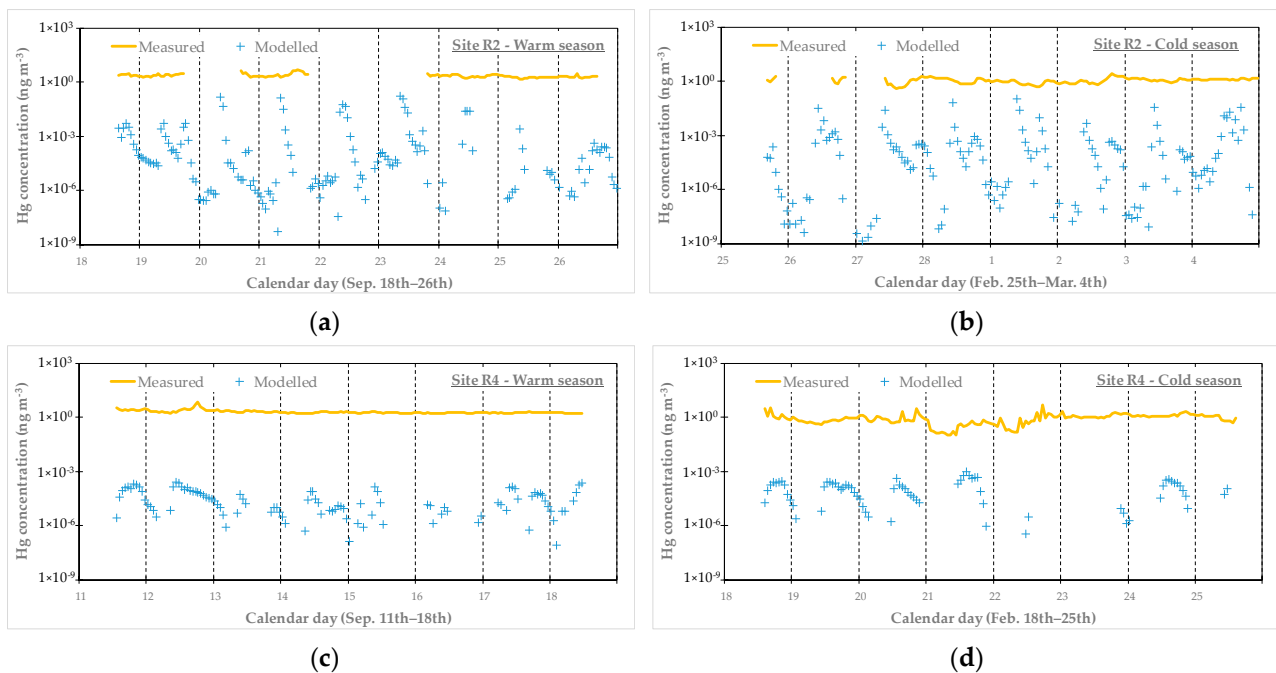 Hg concentration (ng m⁻³)
1×10³
1×10⁰
1×10⁻³
1×10⁻⁶
1×10⁻⁹
Measured
Modelled
Site R2 - Warm season
18 19 20 21 22 23 24 25 26
Calendar day (Sep. 18th–26th)
(a)
Hg concentration (ng m⁻³)
1×10³
1×10⁰
1×10⁻³
1×10⁻⁶
1×10⁻⁹
Measured
Modelled
Site R2 - Cold season
25 26 27 28 1 2 3 4
Calendar day (Feb. 25th–Mar. 4th)
(b)
Hg concentration (ng m⁻³)
1×10³
1×10⁰
1×10⁻³
1×10⁻⁶
1×10⁻⁹
Measured
Modelled
Site R4 - Warm season
11 12 13 14 15 16 17 18
Calendar day (Sep. 11th–18th)
(c)
Hg concentration (ng m⁻³)
1×10³
1×10⁰
1×10⁻³
1×10⁻⁶
1×10⁻⁹
Measured
Modelled
Site R4 - Cold season
18 19 20 21 22 23 24 25
Calendar day (Feb. 18th–25th)
(d)